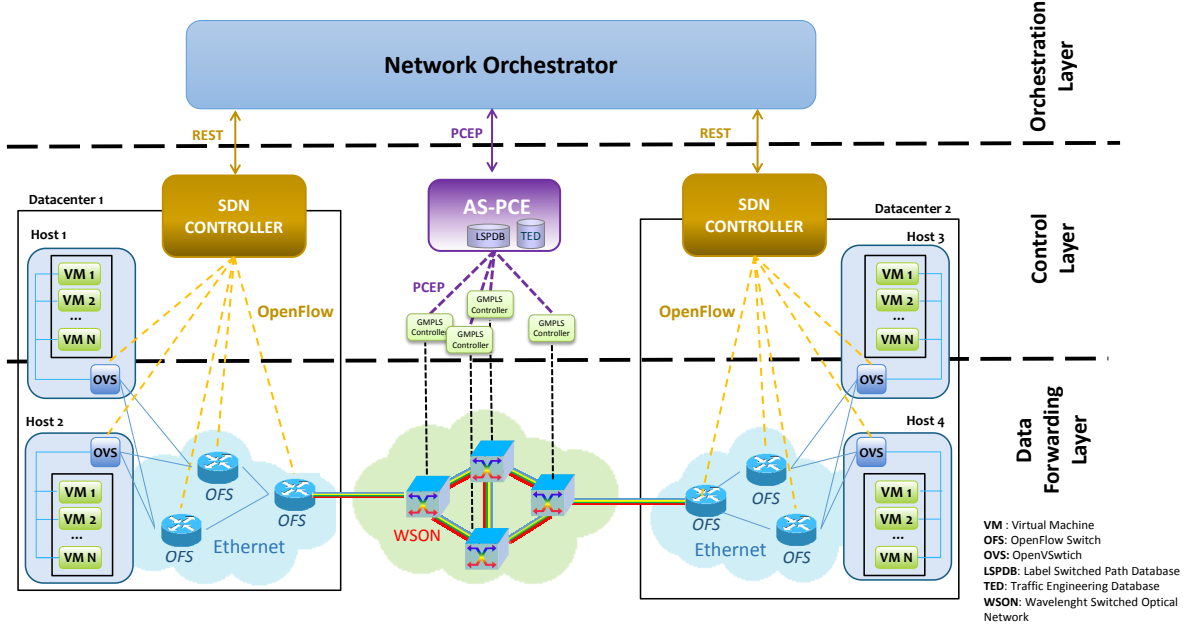 Network Orchestrator
Orchestration
Layer
REST
PCEP
REST
Datacenter 1
SDN
CONTROLLER
AS-PCE
LSPDB
TED
SDN
CONTROLLER
Datacenter 2
Control
Layer
Host 1
VM 1
VM 2
...
VM N
OVS
OpenFlow
PCEP
GMPLS
Controller
GMPLS
Controller
GMPLS
Controller
GMPLS
Controller
OpenFlow
Host 3
VM 1
VM 2
...
VM N
OVS
Data
Forwarding
Layer
Host 2
OVS
VM 1
VM 2
...
VM N
OFS
OFS
OFS
Ethernet
WSON
OFS
OFS
OFS
Ethernet
Host 4
OVS
VM 1
VM 2
...
VM N
VM : Virtual Machine
OFS: OpenFlow Switch
OVS: OpenVSwtich
LSPDB: Label Switched Path Database
TED: Traffic Engineering Database
WSON: Wavelenght Switched Optical
Network